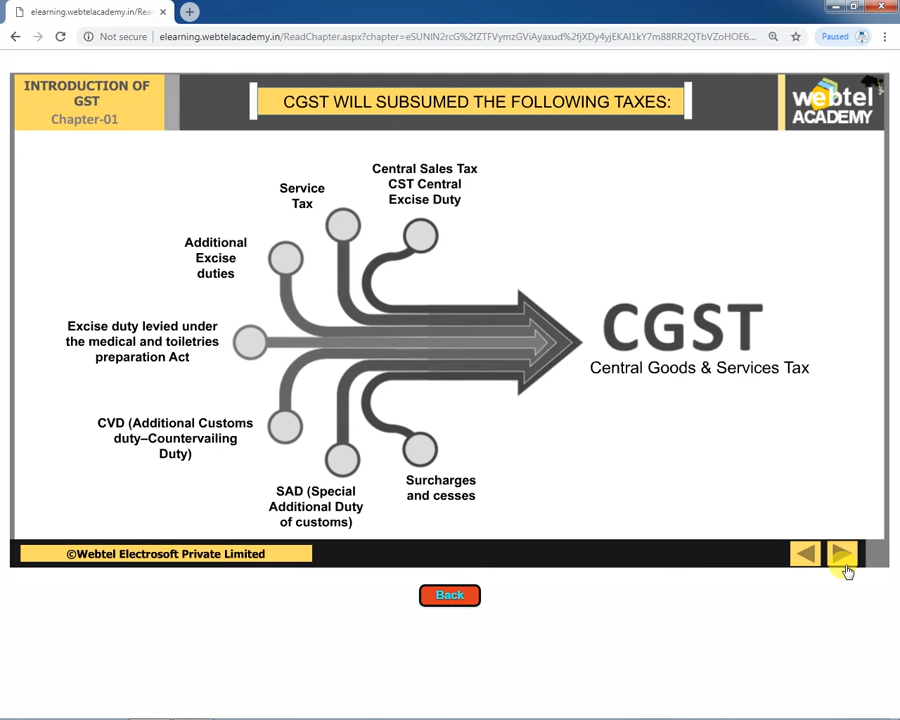 elearning.webtelacademy.in/Rea
Not secure
elearning.webtelacademy.in/ReadChapter.aspx?chapter=eSUNIN2rcG%2fZTFVymzGViAyaxud%2fjXDy4yjEKAI1kY7m88RR2QTbVZoHOE6...
Paused
INTRODUCTION OF
GST
Chapter-01
CGST WILL SUBSUMED THE FOLLOWING TAXES:
webtel
ACADEMY
Central Sales Tax
CST Central
Excise Duty
Service
Tax
Additional
Excise
duties
Excise duty levied under
the medical and toiletries
preparation Act
CGST
Central Goods & Services Tax
CVD (Additional Customs
duty–Countervailing
Duty)
SAD (Special
Additional Duty
of customs)
Surcharges
and cesses
©Webtel Electrosoft Private Limited
Back